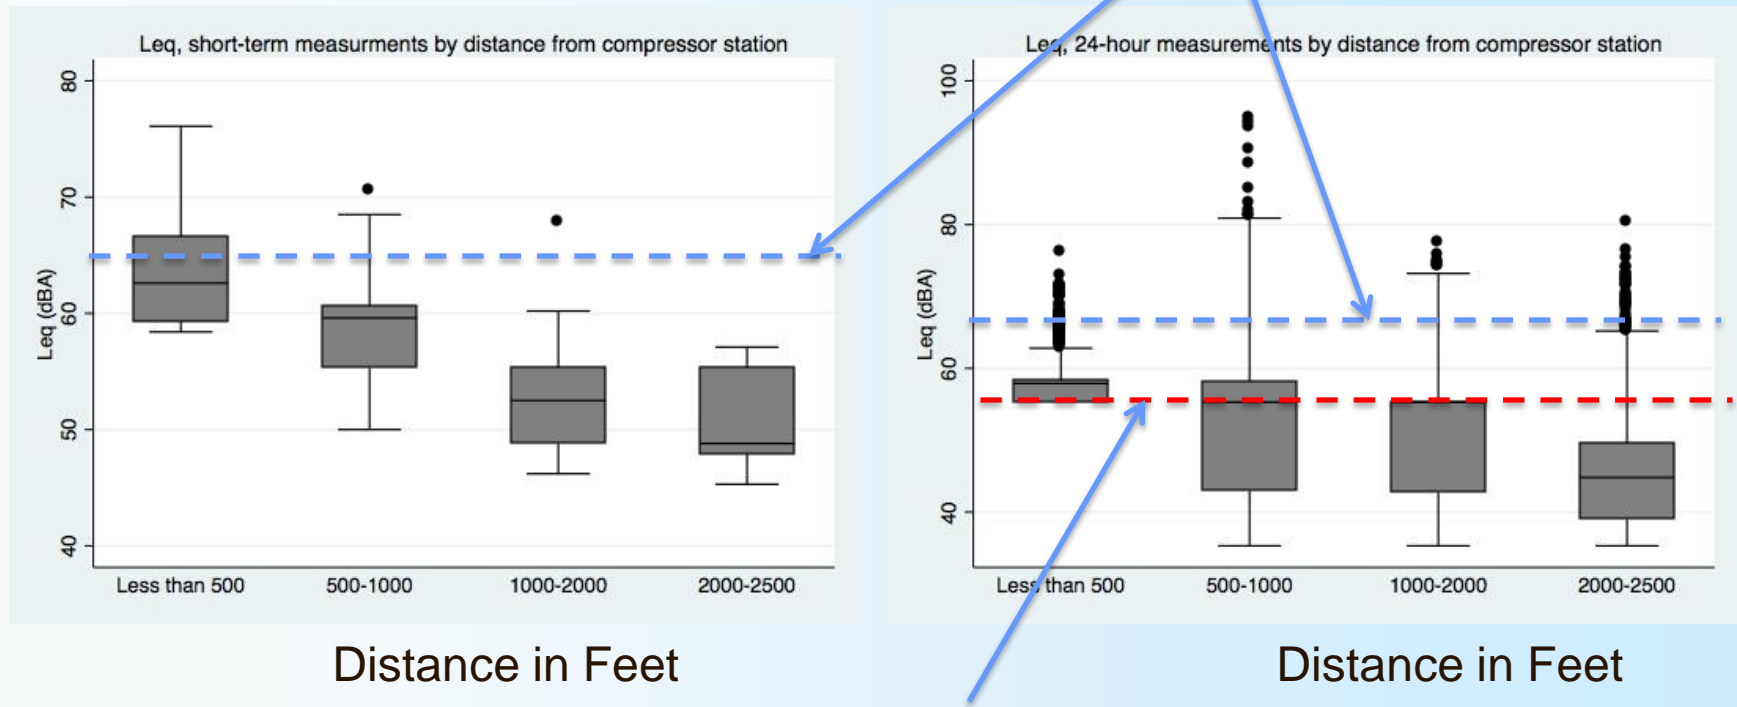 Leq, short-term measurments by distance from compressor station
80
70
60
50
40
Leq (dBA)
Less than 500 500-1000 1000-2000 2000-2500
Distance in Feet
Leq, 24-hour measurements by distance from compressor station
100
80
60
40
Leq (dBA)
Less than 500 500-1000 1000-2000 2000-2500
Distance in Feet